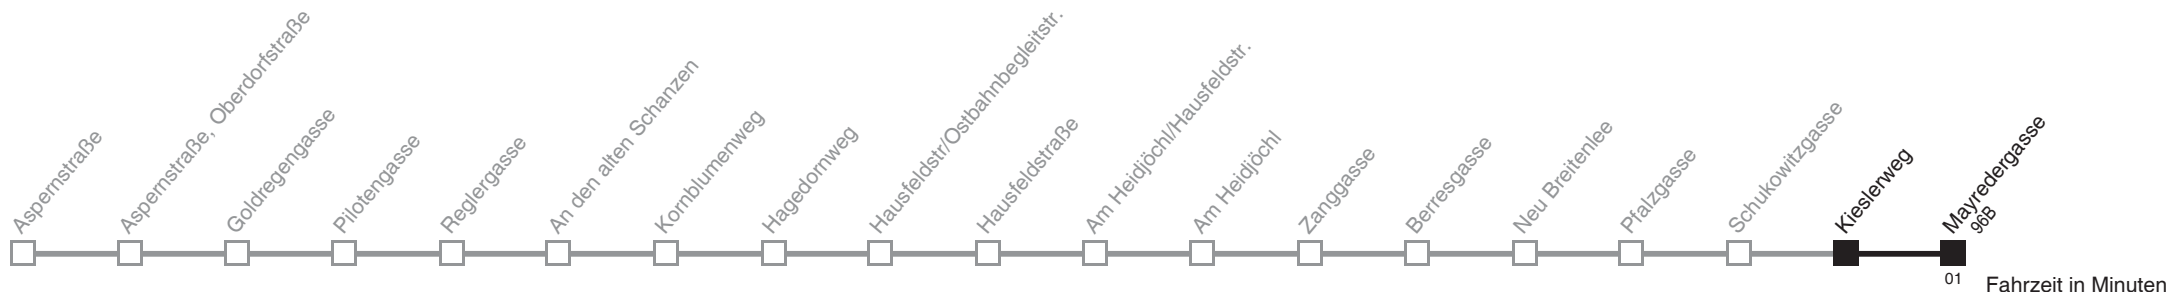 Aspernstraße
Aspernstraße, Oberdorfstraße
Goldregengasse
Pilotengasse
Reglergasse
An den alten Schanzen
Kornblumenweg
Hagedornweg
Hausfeldstr/Ostbahnbegleitstr.
Hausfeldstraße
Am Heidjöchl/Hausfeldstr.
Am Heidjöchl
Zanggasse
Berresgasse
Neu Breitenlee
Pfalzgasse
Schukowitzgasse
Kieslerweg
Mayredergasse
96B
01
Fahrzeit in Minuten